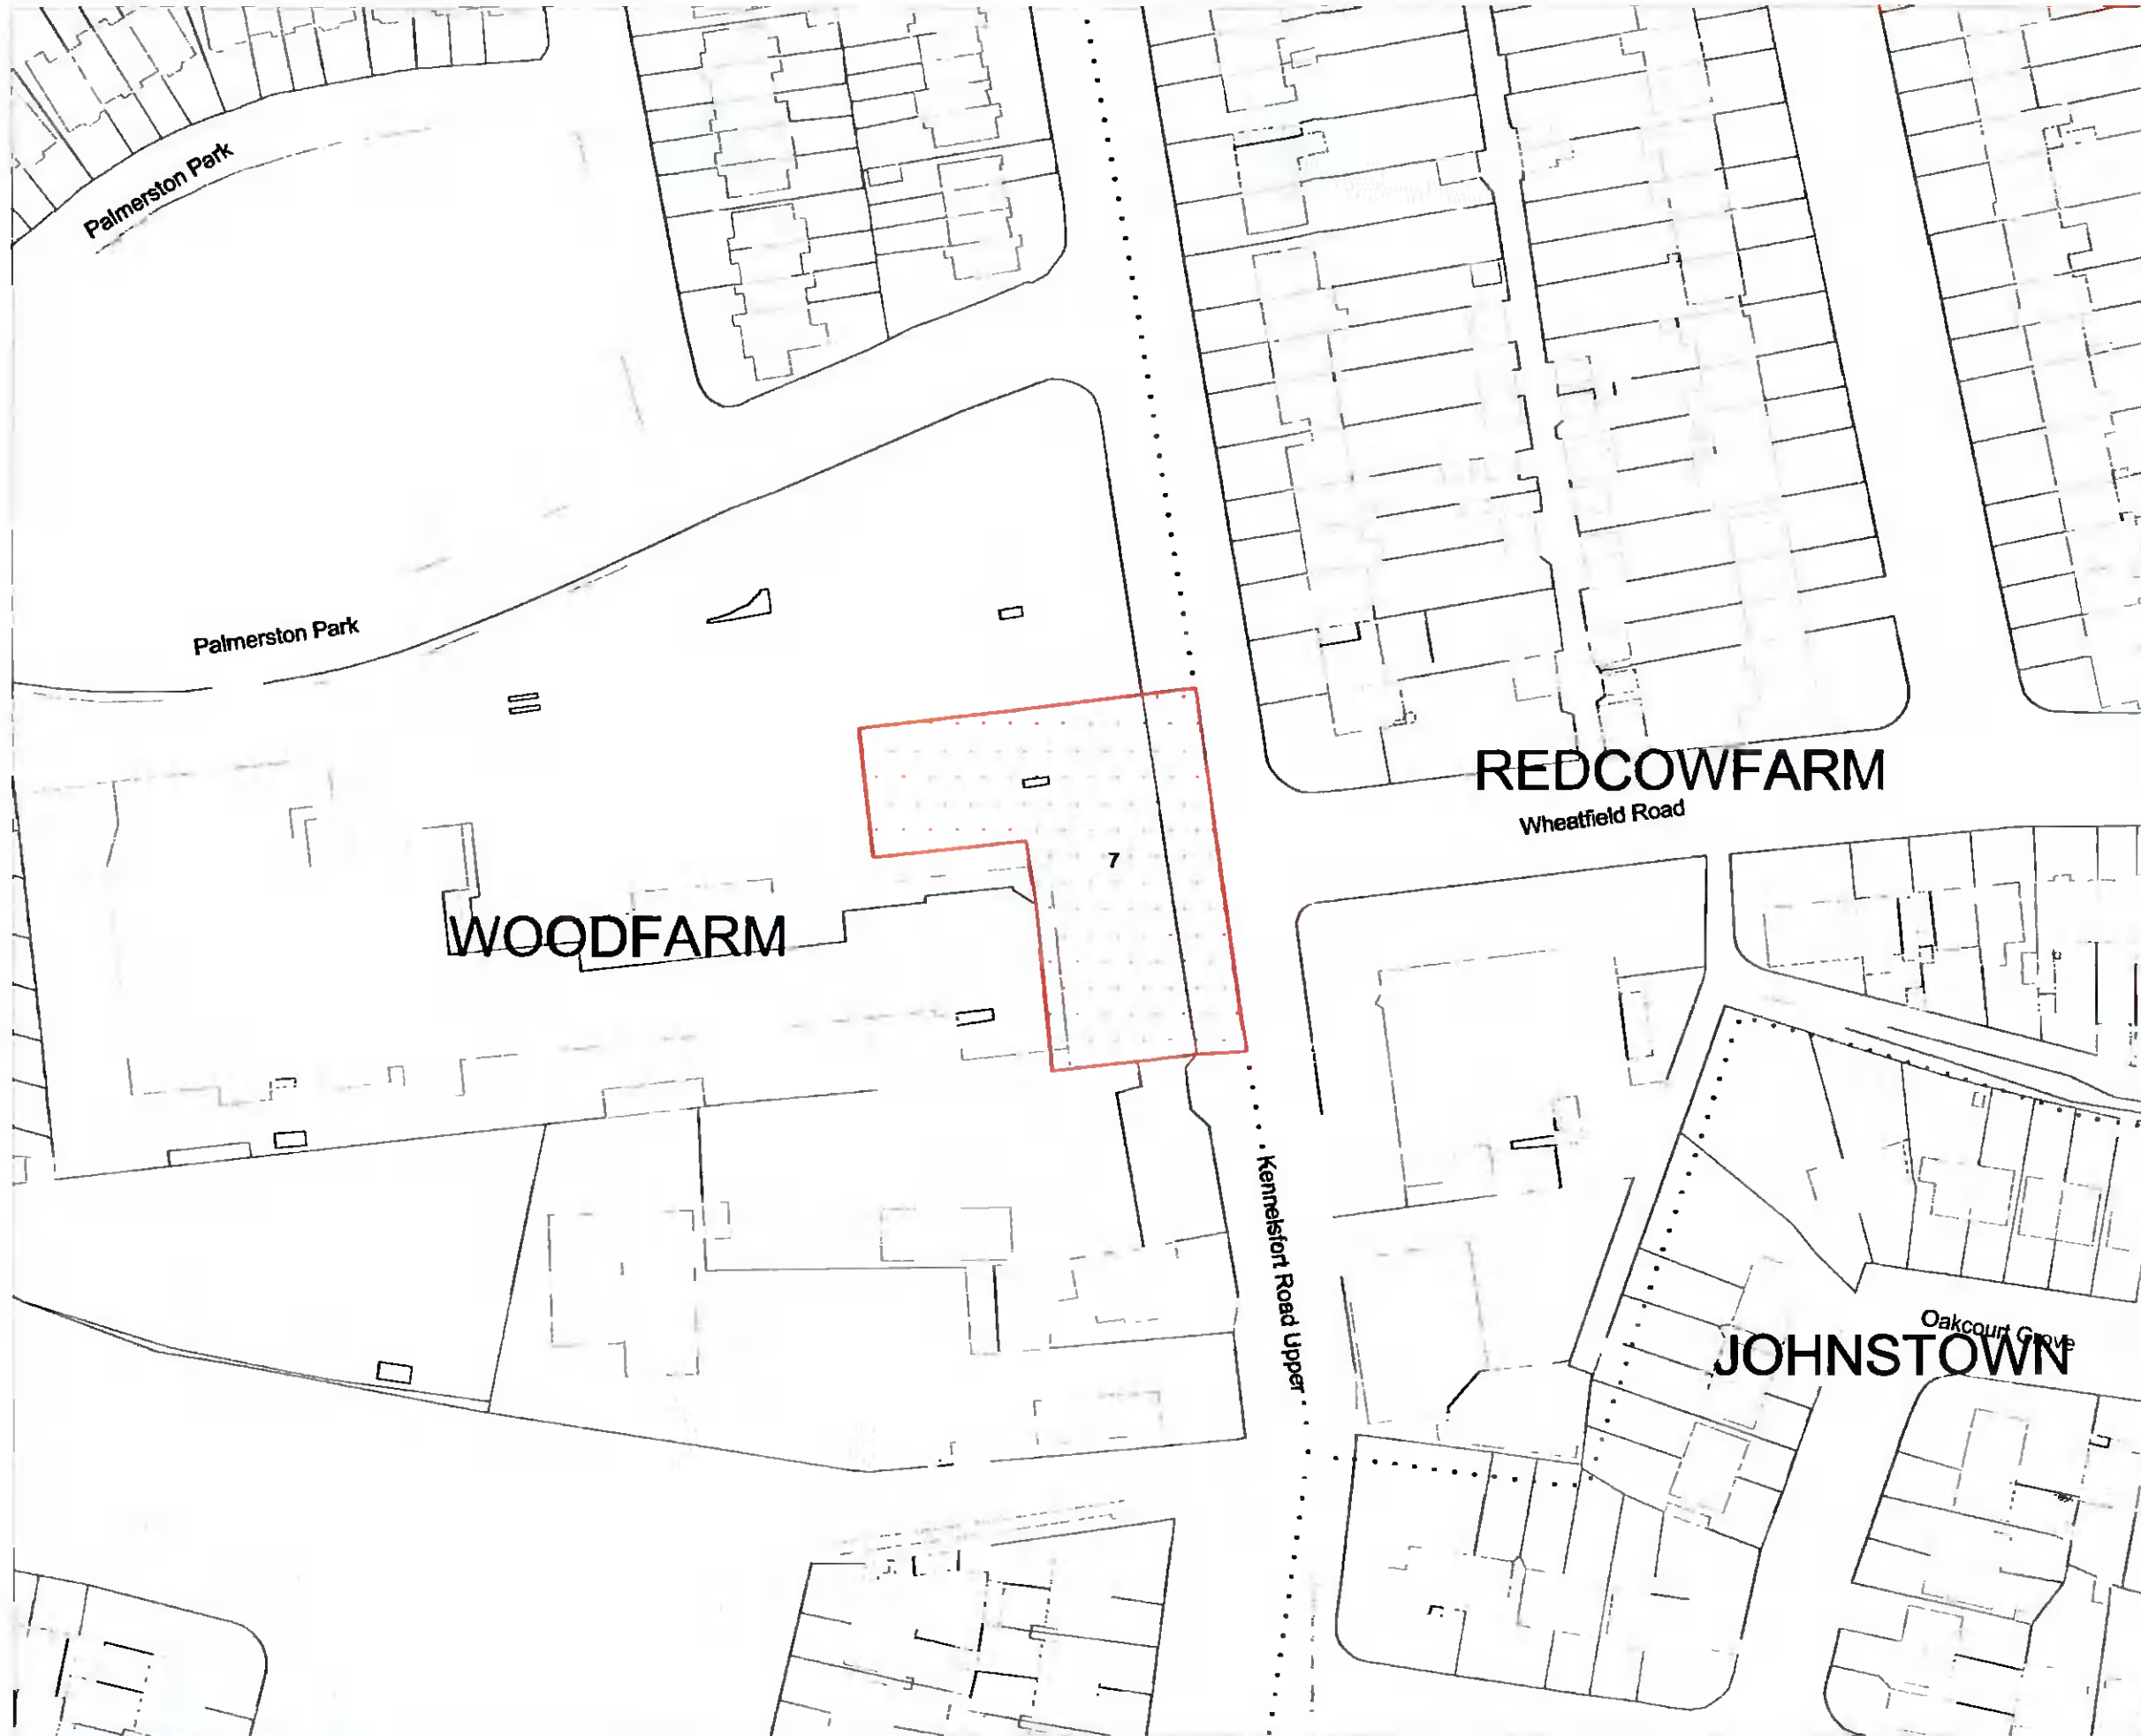 Palmerston Park
Palmerston Park
REDCOWFARM
Wheatfield Road
7
WOODFARM
Kennelsfort Road Upper
Oakcourt Grove
JOHNSTOWN